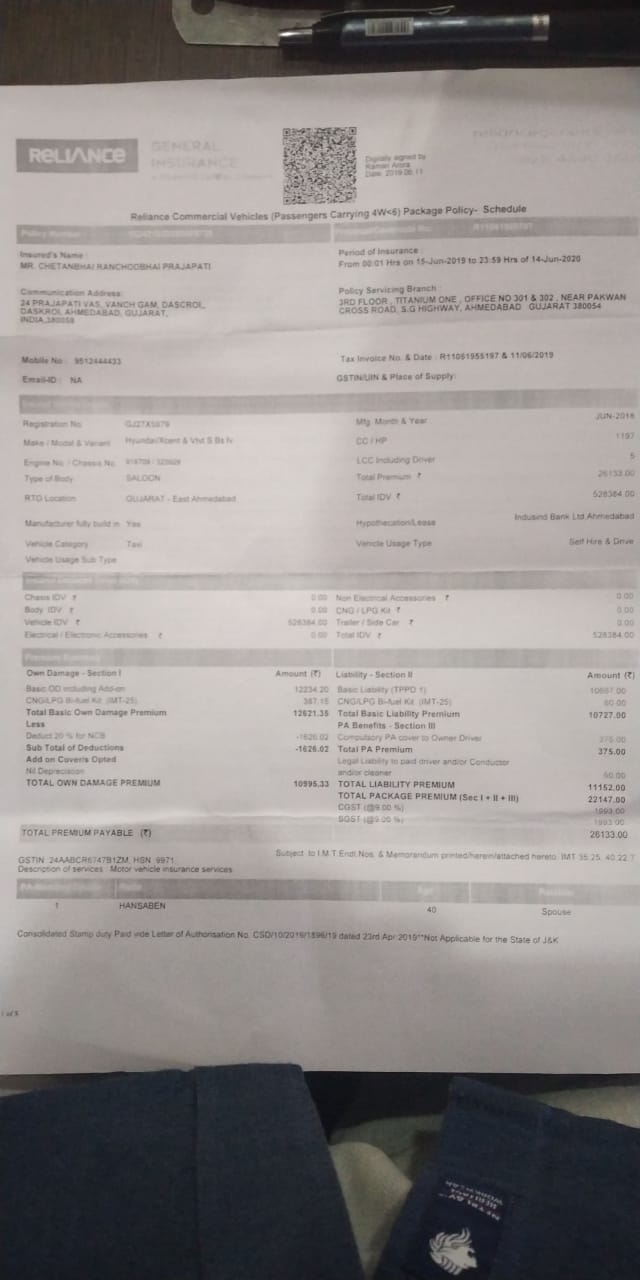 RELIANCE
GENERAL
INSURANCE
Digitally signed by
Raman Arora
Date: 2019.06.11
Reliance Commercial Vehicles (Passengers Carrying 4W<6) Package Policy- Schedule
Policy Number
R11061955197
Insured's Name :
MR. CHETANBHAI RANCHODBHAI PRAJAPATI
Period of Insurance :
From 00:01 Hrs on 15-Jun-2019 to 23:59 Hrs of 14-Jun-2020
Communication Address:
24 PRAJAPATI VAS, VANCH GAM, DASCROI,
DASKROI, AHMEDABAD, GUJARAT,
INDIA,380059
Policy Servicing Branch :
3RD FLOOR , TITANIUM ONE , OFFICE NO 301 & 302 , NEAR PAKWAN
CROSS ROAD, S.G HIGHWAY, AHMEDABAD GUJARAT 380054
Mobile No : 9512444433
Tax Invoice No. & Date : R11061955197 & 11/06/2019
Email-ID : NA
GSTIN/UIN & Place of Supply:
Registration No
Mfg. Month & Year JUN-2018
Make / Model & Variant Hyundai/Xcent & Vtvt S Bs Iv
CC / HP 1197
Engine No. / Chassis No.
LCC Including Driver 5
Type of Body SALOON
Total Premium ₹ 26133.00
RTO Location GUJARAT - East Ahmedabad
Total IDV ₹ 528384.00
Manufacturer fully build in Yes
Hypothecation/Lease Indusind Bank Ltd.Ahmedabad
Vehicle Category Taxi
Vehicle Usage Type Self Hire & Drive
Vehicle Usage Sub Type
Chasis IDV ₹ 0.00 Non Electrical Accessories ₹ 0.00
Body IDV ₹ 0.00 CNG / LPG Kit ₹ 0.00
Vehicle IDV ₹ 528384.00 Trailer / Side Car ₹ 0.00
Electrical / Electronic Accessories ₹ 0.00 Total IDV ₹ 528384.00
Own Damage - Section I Amount (₹) Liability - Section II Amount (₹)
Basic OD including Add-on 12234.20 Basic Liability (TPPD 1) 10667.00
CNG/LPG Bi-fuel Kit (IMT-25) 387.15 CNG/LPG Bi-fuel Kit (IMT-25) 60.00
Total Basic Own Damage Premium 12621.35 Total Basic Liability Premium 10727.00
Less PA Benefits - Section III
Deduct 20 % for NCB -1626.02 Compulsory PA cover to Owner Driver 375.00
Sub Total of Deductions -1626.02 Total PA Premium 375.00
Add on Cover/s Opted Legal Liability to paid driver and/or Conductor
Nil Depreciation and/or cleaner 50.00
TOTAL OWN DAMAGE PREMIUM 10995.33 TOTAL LIABILITY PREMIUM 11152.00
TOTAL PACKAGE PREMIUM (Sec I + II + III) 22147.00
CGST (@9.00 %) 1993.00
SGST (@9.00 %) 1993.00
TOTAL PREMIUM PAYABLE (₹) 26133.00
Subject to I.M.T.Endt.Nos. & Memorandum printed/herein/attached hereto. IMT 35,25, 40,22,7
GSTIN: 24AABCR6747B1ZM, HSN: 9971,
Description of services : Motor vehicle insurance services
1 HANSABEN 40 Spouse
Consolidated Stamp duty Paid vide Letter of Authorisation No. CSD/10/2019/1896/19 dated 23rd Apr 2019**Not Applicable for the State of J&K
1 of 5